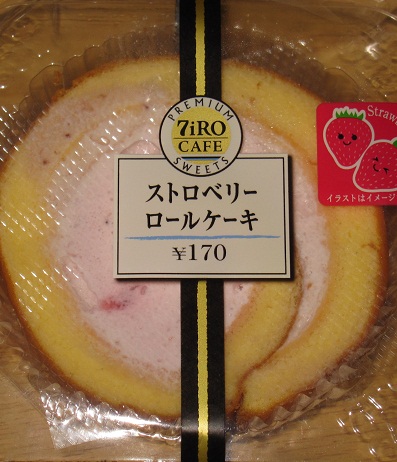 PREMIUM
7iRO
CAFE
SWEETS
ストロベリー
ロールケーキ
¥170
Straw
イラストはイメージ